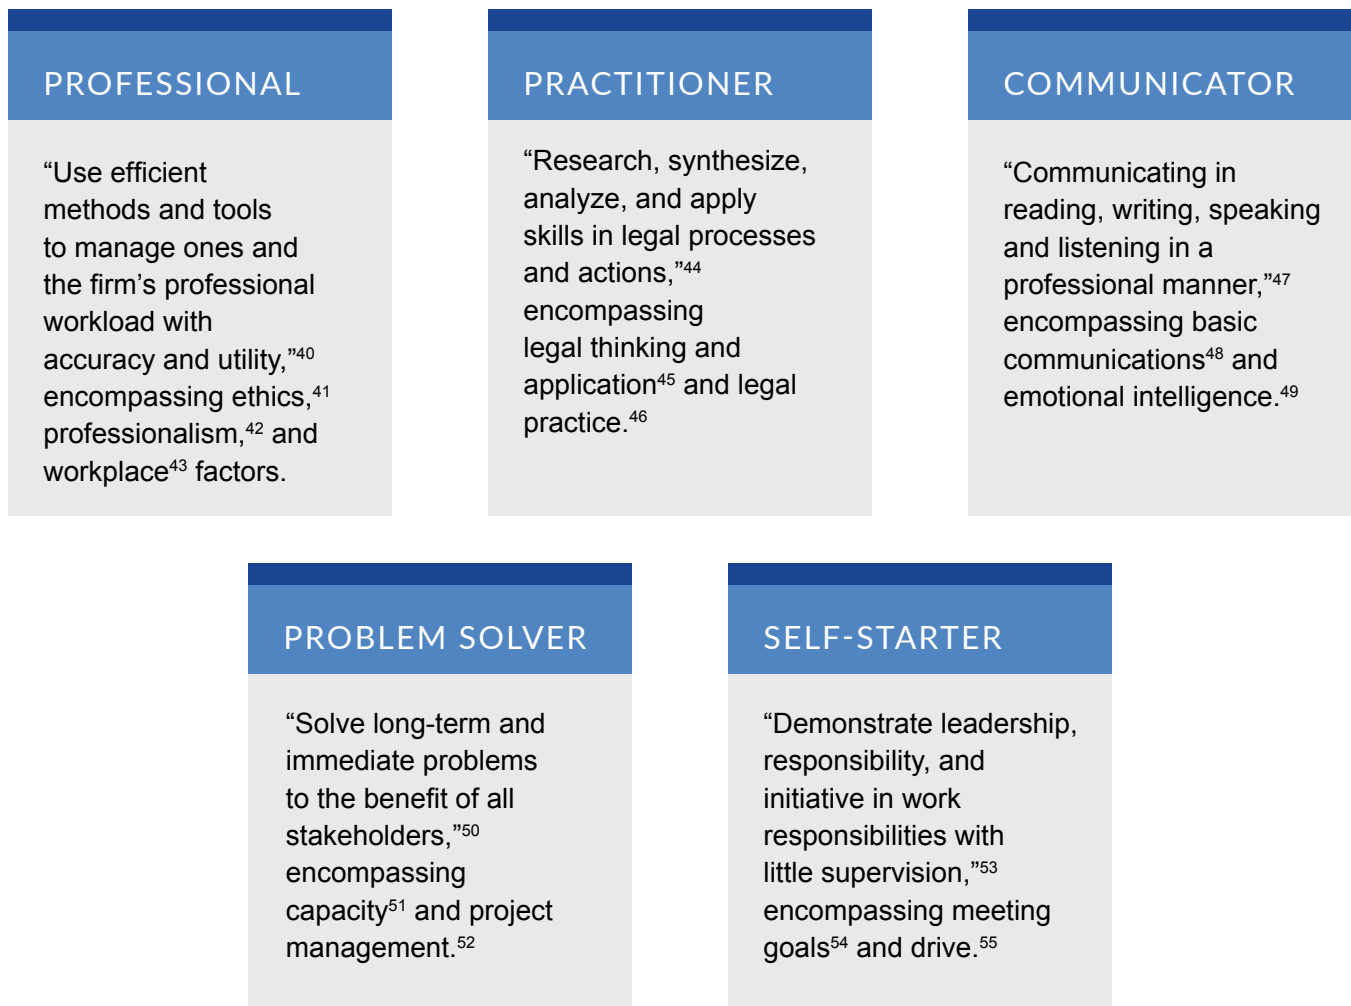 PROFESSIONAL
“Use efficient
methods and tools
to manage ones and
the firm’s professional
workload with
accuracy and utility,”⁴⁰
encompassing ethics,⁴¹
professionalism,⁴² and
workplace⁴³ factors.
PRACTITIONER
“Research, synthesize,
analyze, and apply
skills in legal processes
and actions,”⁴⁴
encompassing
legal thinking and
application⁴⁵ and legal
practice.⁴⁶
COMMUNICATOR
“Communicating in
reading, writing, speaking
and listening in a
professional manner,”⁴⁷
encompassing basic
communications⁴⁸ and
emotional intelligence.⁴⁹
PROBLEM SOLVER
“Solve long-term and
immediate problems
to the benefit of all
stakeholders,”⁵⁰
encompassing
capacity⁵¹ and project
management.⁵²
SELF-STARTER
“Demonstrate leadership,
responsibility, and
initiative in work
responsibilities with
little supervision,”⁵³
encompassing meeting
goals⁵⁴ and drive.⁵⁵